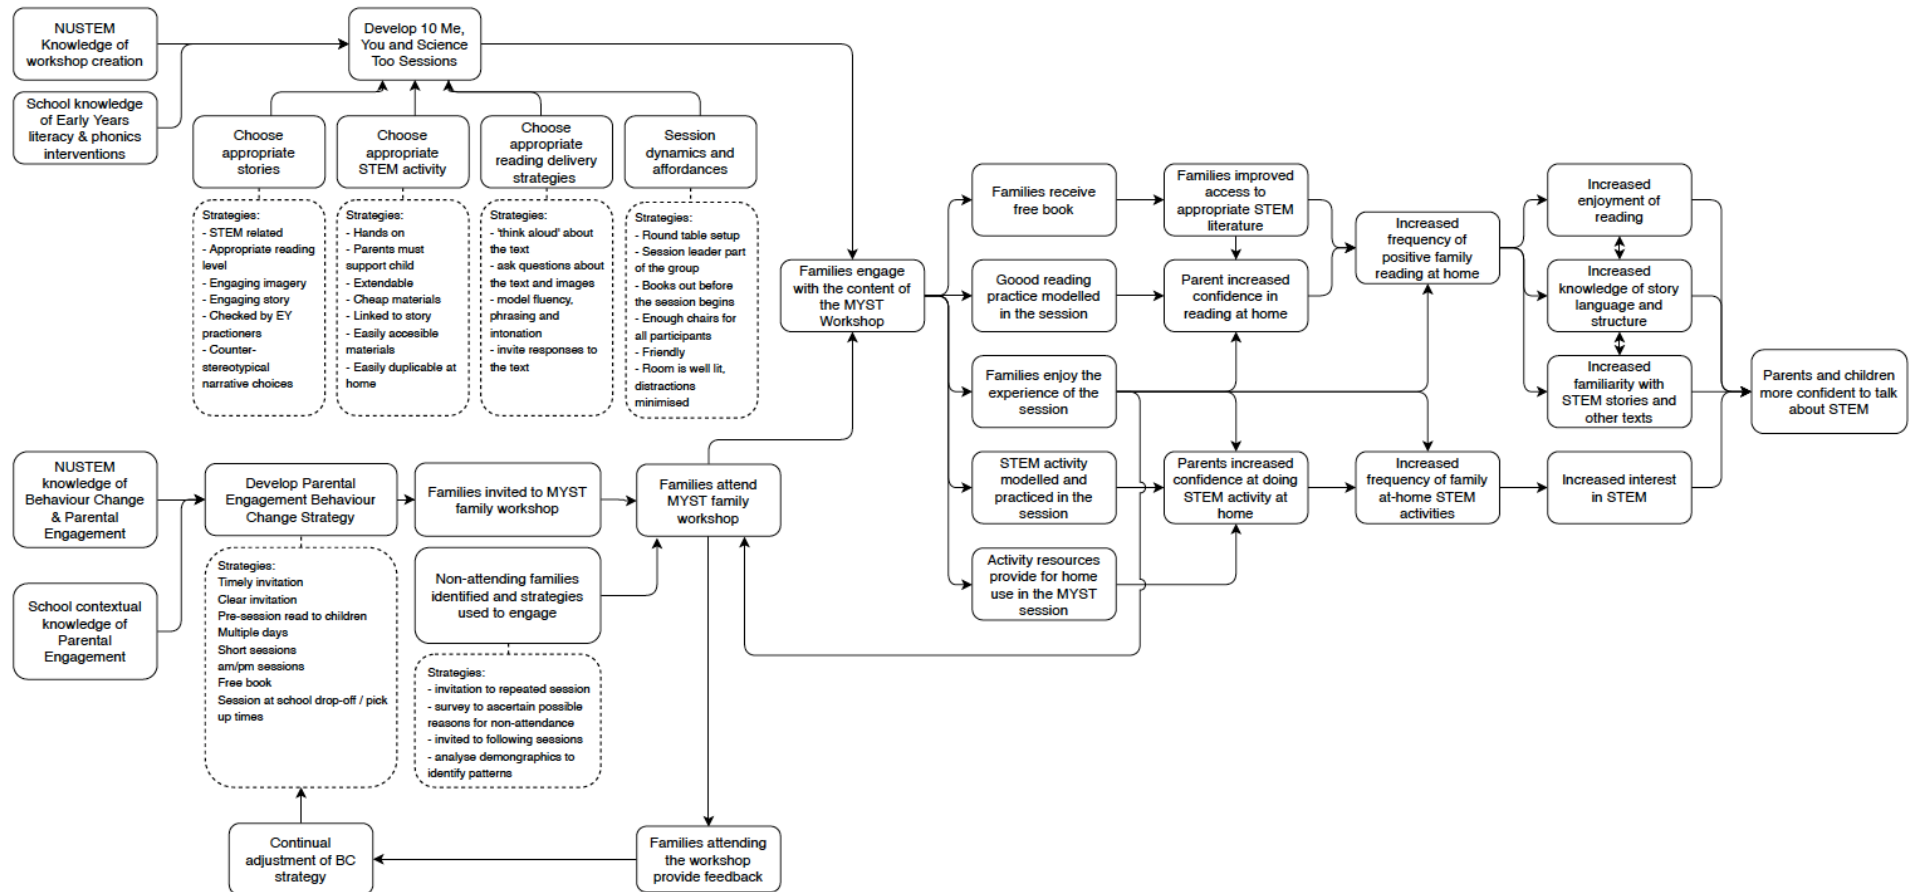 NUSTEM
Knowledge of
workshop creation
School knowledge
of Early Years
literacy & phonics
interventions
Develop 10 Me,
You and Science
Too Sessions
Choose
appropriate
stories
Choose
appropriate
STEM activity
Choose
appropriate
reading delivery
strategies
Session
dynamics and
affordances
Strategies:
- STEM related
- Appropriate reading
level
- Engaging imagery
- Engaging story
- Checked by EY
practioners
- Counter-
stereotypical
narrative choices
Strategies:
- Hands on
- Parents must
support child
- Extendable
- Cheap materials
- Linked to story
- Easily accesible
materials
- Easily duplicable at
home
Strategies:
- 'think aloud' about
the text
- ask questions about
the text and images
- model fluency,
phrasing and
intonation
- invite responses to
the text
Strategies:
- Round table setup
- Session leader part
of the group
- Books out before
the session begins
- Enough chairs for
all participants
- Friendly
- Room is well lit,
distractions
minimised
NUSTEM
knowledge of
Behaviour Change
& Parental
Engagement
School contextual
knowledge of
Parental
Engagement
Develop Parental
Engagement Behaviour
Change Strategy
Strategies:
Timely invitation
Clear invitation
Pre-session read to children
Multiple days
Short sessions
am/pm sessions
Free book
Session at school drop-off / pick
up times
Families invited to MYST
family workshop
Non-attending families
identified and strategies
used to engage
Strategies:
- invitation to repeated session
- survey to ascertain possible
reasons for non-attendance
- invited to following sessions
- analyse demongraphics to
identify patterns
Families attend
MYST family
workshop
Continual
adjustment of BC
strategy
Families attending
the workshop
provide feedback
Families engage
with the content of
the MYST
Workshop
Families receive
free book
Goood reading
practice modelled
in the session
Families enjoy the
experience of the
session
STEM activity
modelled and
practiced in the
session
Activity resources
provide for home
use in the MYST
session
Families improved
access to
appropriate STEM
literature
Parent increased
confidence in
reading at home
Parents increased
confidence at doing
STEM activity at
home
Increased
frequency of
positive family
reading at home
Increased
frequency of family
at-home STEM
activities
Increased
enjoyment of
reading
Increased
knowledge of story
language and
structure
Increased
familiarity with
STEM stories and
other texts
Increased interest
in STEM
Parents and children
more confident to talk
about STEM